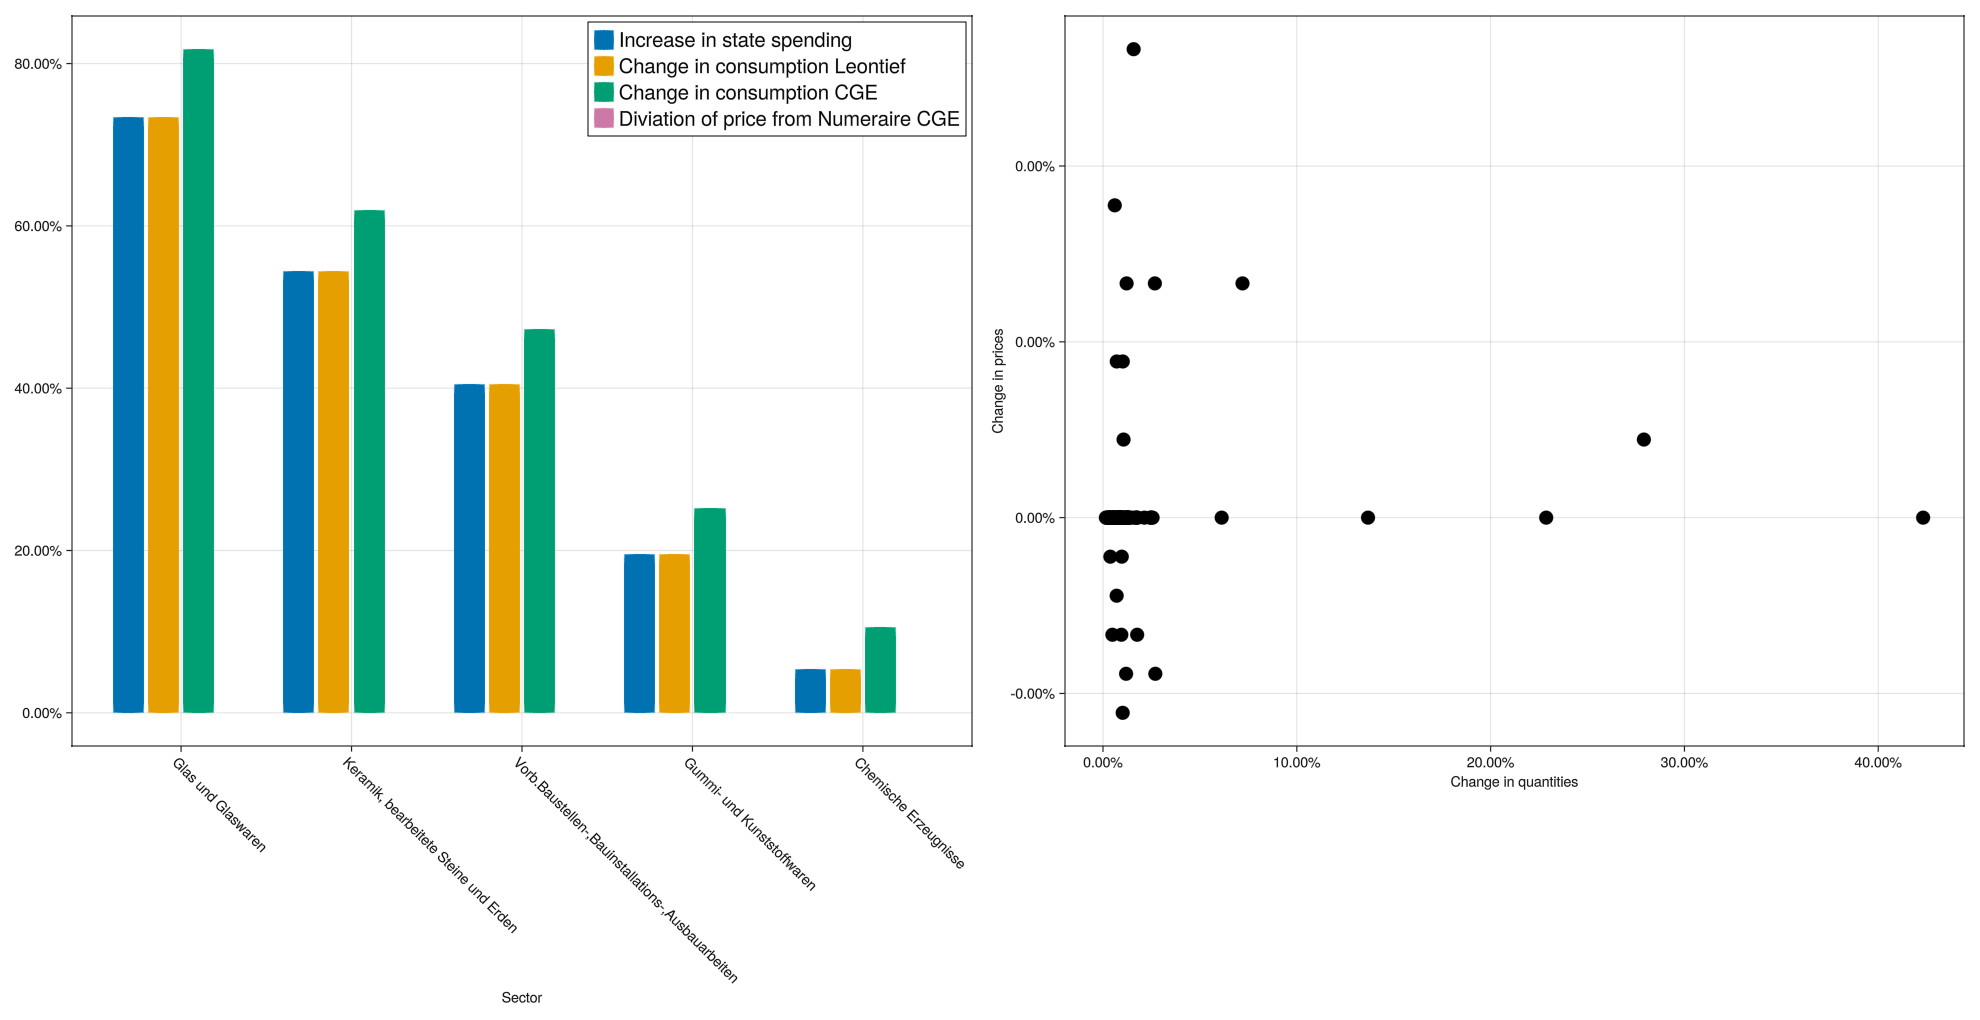 80.00%
60.00%
40.00%
20.00%
0.00%
Increase in state spending
Change in consumption Leontief
Change in consumption CGE
Diviation of price from Numeraire CGE
Glas und Glaswaren
Keramik, bearbeitete Steine und Erden
Vorb.Baustellen-,Bauinstallations-,Ausbauarbeiten
Gummi- und Kunststoffwaren
Chemische Erzeugnisse
Sector
Change in prices
0.00%
0.00%
0.00%
-0.00%
0.00%
10.00%
20.00%
30.00%
40.00%
Change in quantities